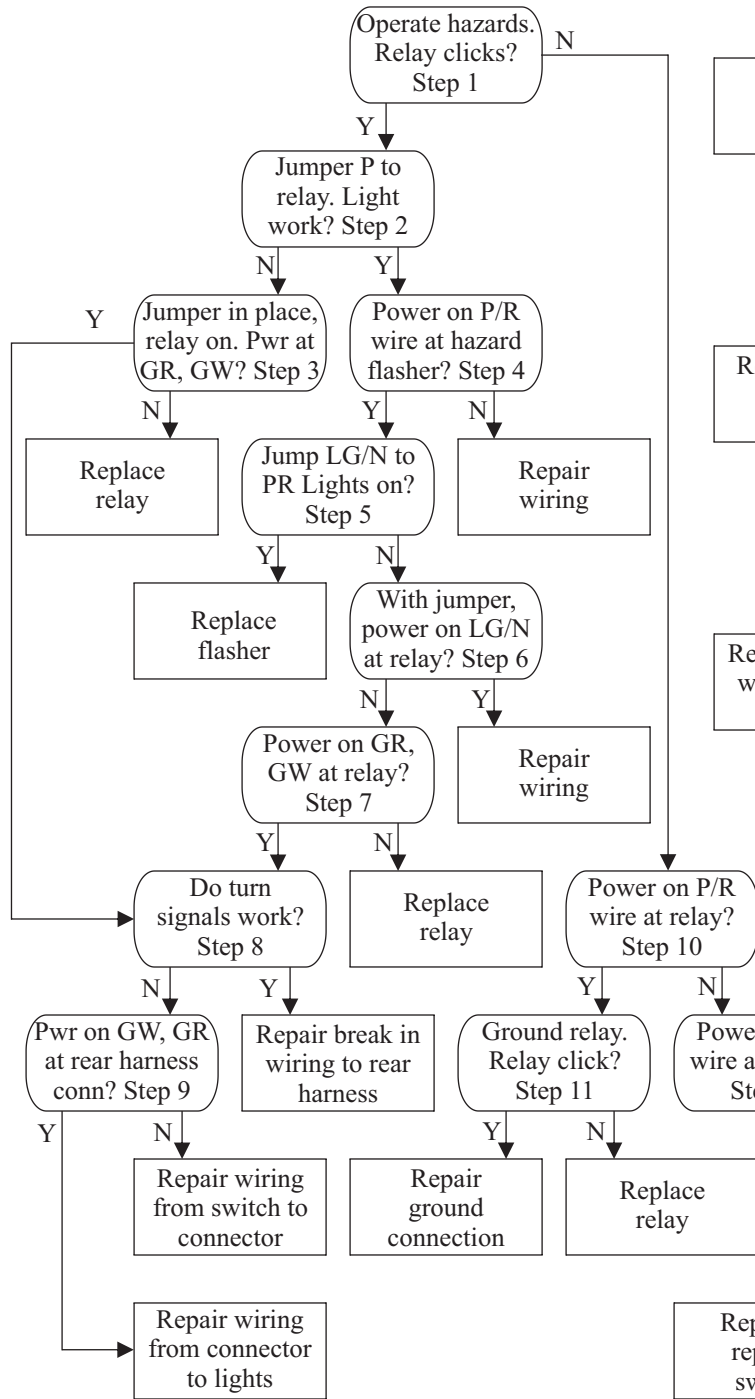 Operate hazards.
Relay clicks?
Step 1
N
Y
Jumper P to
relay. Light
work? Step 2
N
Y
Y
Jumper in place,
relay on. Pwr at
GR, GW? Step 3
Power on P/R
wire at hazard
flasher? Step 4
N
Y
N
Replace
relay
Jump LG/N to
PR Lights on?
Step 5
Repair
wiring
Y
N
Replace
flasher
With jumper,
power on LG/N
at relay? Step 6
N
Y
Power on GR,
GW at relay?
Step 7
Repair
wiring
Y
N
Do turn
signals work?
Step 8
Replace
relay
Power on P/R
wire at relay?
Step 10
N
Y
Y
N
Pwr on GW, GR
at rear harness
conn? Step 9
Repair break in
wiring to rear
harness
Ground relay.
Relay click?
Step 11
Power
wire
Y
N
Y
N
Repair wiring
from switch to
connector
Repair
ground
connection
Replace
relay
Repair wiring
from connector
to lights